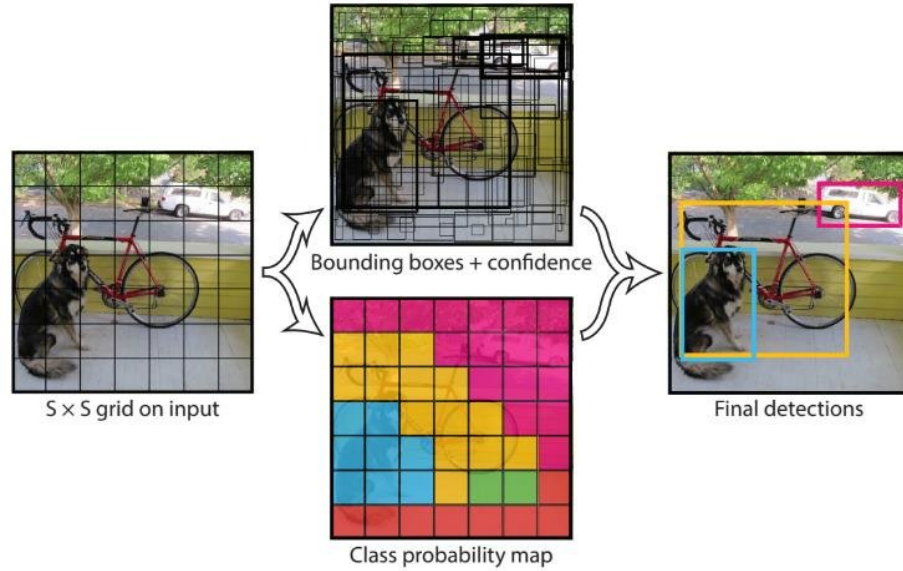 S × S grid on input
Bounding boxes + confidence
Class probability map
Final detections